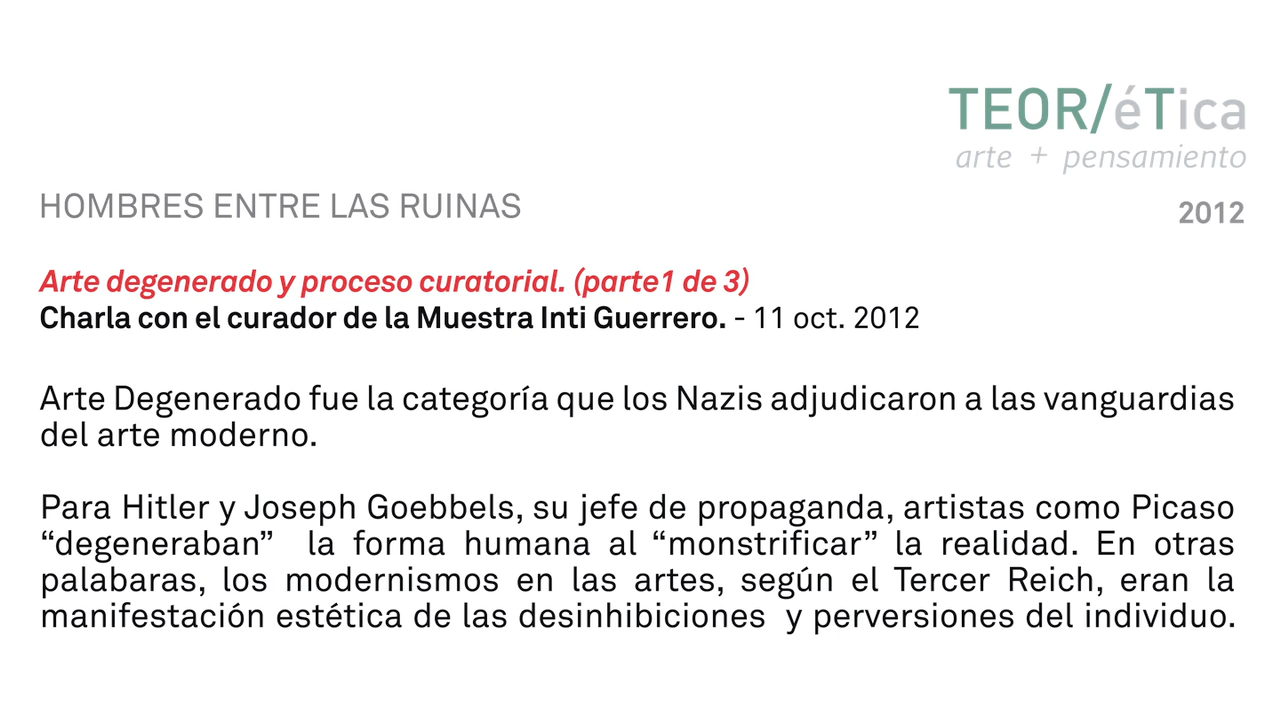 TEOR/éTica
arte + pensamiento
HOMBRES ENTRE LAS RUINAS
2012
Arte degenerado y proceso curatorial. (parte1 de 3)
Charla con el curador de la Muestra Inti Guerrero. - 11 oct. 2012
Arte Degenerado fue la categoría que los Nazis adjudicaron a las vanguardias
del arte moderno.
Para Hitler y Joseph Goebbels, su jefe de propaganda, artistas como Picaso
“degeneraban” la forma humana al “monstrificar” la realidad. En otras
palabaras, los modernismos en las artes, según el Tercer Reich, eran la
manifestación estética de las desinhibiciones y perversiones del individuo.